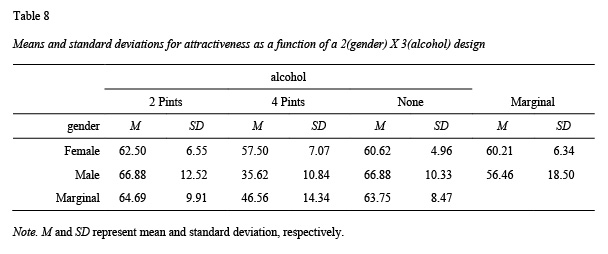 Table 8
Means and standard deviations for attractiveness as a function of a 2(gender) X 3(alcohol) design
alcohol
2 Pints 4 Pints None Marginal
gender M SD M SD M SD M SD
Female 62.50 6.55 57.50 7.07 60.62 4.96 60.21 6.34
Male 66.88 12.52 35.62 10.84 66.88 10.33 56.46 18.50
Marginal 64.69 9.91 46.56 14.34 63.75 8.47
Note. M and SD represent mean and standard deviation, respectively.